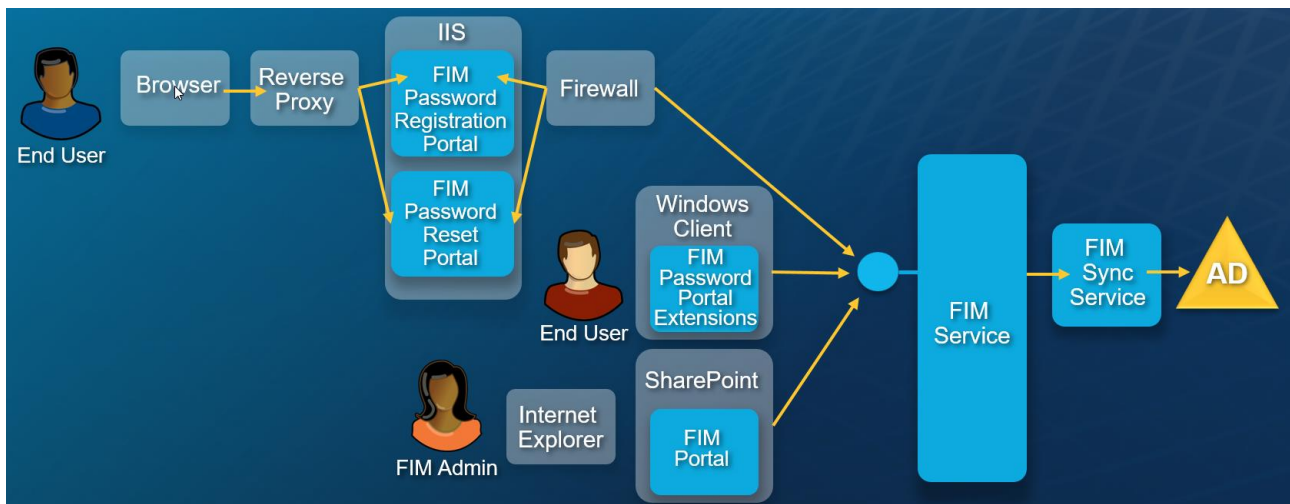 End User
Browser
Reverse
Proxy
IIS
FIM
Password
Registration
Portal
FIM
Password
Reset
Portal
Firewall
End User
Windows
Client
FIM
Password
Portal
Extensions
FIM Admin
Internet
Explorer
SharePoint
FIM
Portal
FIM
Service
FIM
Sync
Service
AD